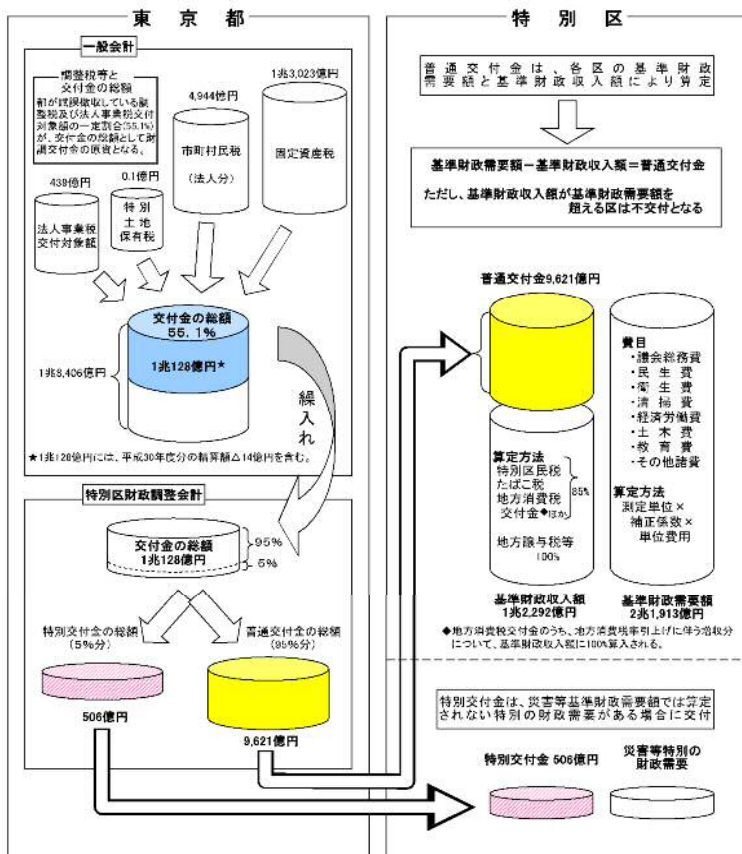 東京都
一般会計
調整税等と
交付金の総額
都が賦課徴収している調
整税及び法人事業税交付
対象額の一定割合(55.1%)
が、交付金の総額として財
調交付金の原資となる。
439億円
法人事業税
交付対象額
0.1億円
特別
土地
保有税
4,944億円
市町村民税
(法人分)
1兆3,023億円
固定資産税
交付金の総額
55.1%
1兆128億円★
1兆8,406億円
繰入れ
★1兆128億円には、平成30年度分の精算額△14億円を含む。
特別区財政調整会計
交付金の総額
1兆128億円
95%
5%
特別交付金の総額
(5%分)
506億円
普通交付金の総額
(95%分)
9,621億円
特別区
普通交付金は、各区の基準財政
需要額と基準財政収入額により算定
基準財政需要額－基準財政収入額＝普通交付金
ただし、基準財政収入額が基準財政需要額を
超える区は不交付となる
普通交付金9,621億円
算定方法
特別区民税
たばこ税
地方消費税
交付金◆ほか
85%
地方譲与税等
100%
基準財政収入額
1兆2,292億円
費目
・議会総務費
・民生費
・衛生費
・清掃費
・経済労働費
・土木費
・教育費
・その他諸費
算定方法
測定単位×
補正係数×
単位費用
基準財政需要額
2兆1,913億円
◆地方消費税交付金のうち、地方消費税率引上げに伴う増収分
について、基準財政収入額に100%算入される。
特別交付金は、災害等基準財政需要額では算定
されない特別の財政需要がある場合に交付
特別交付金 506億円
災害等特別の
財政需要